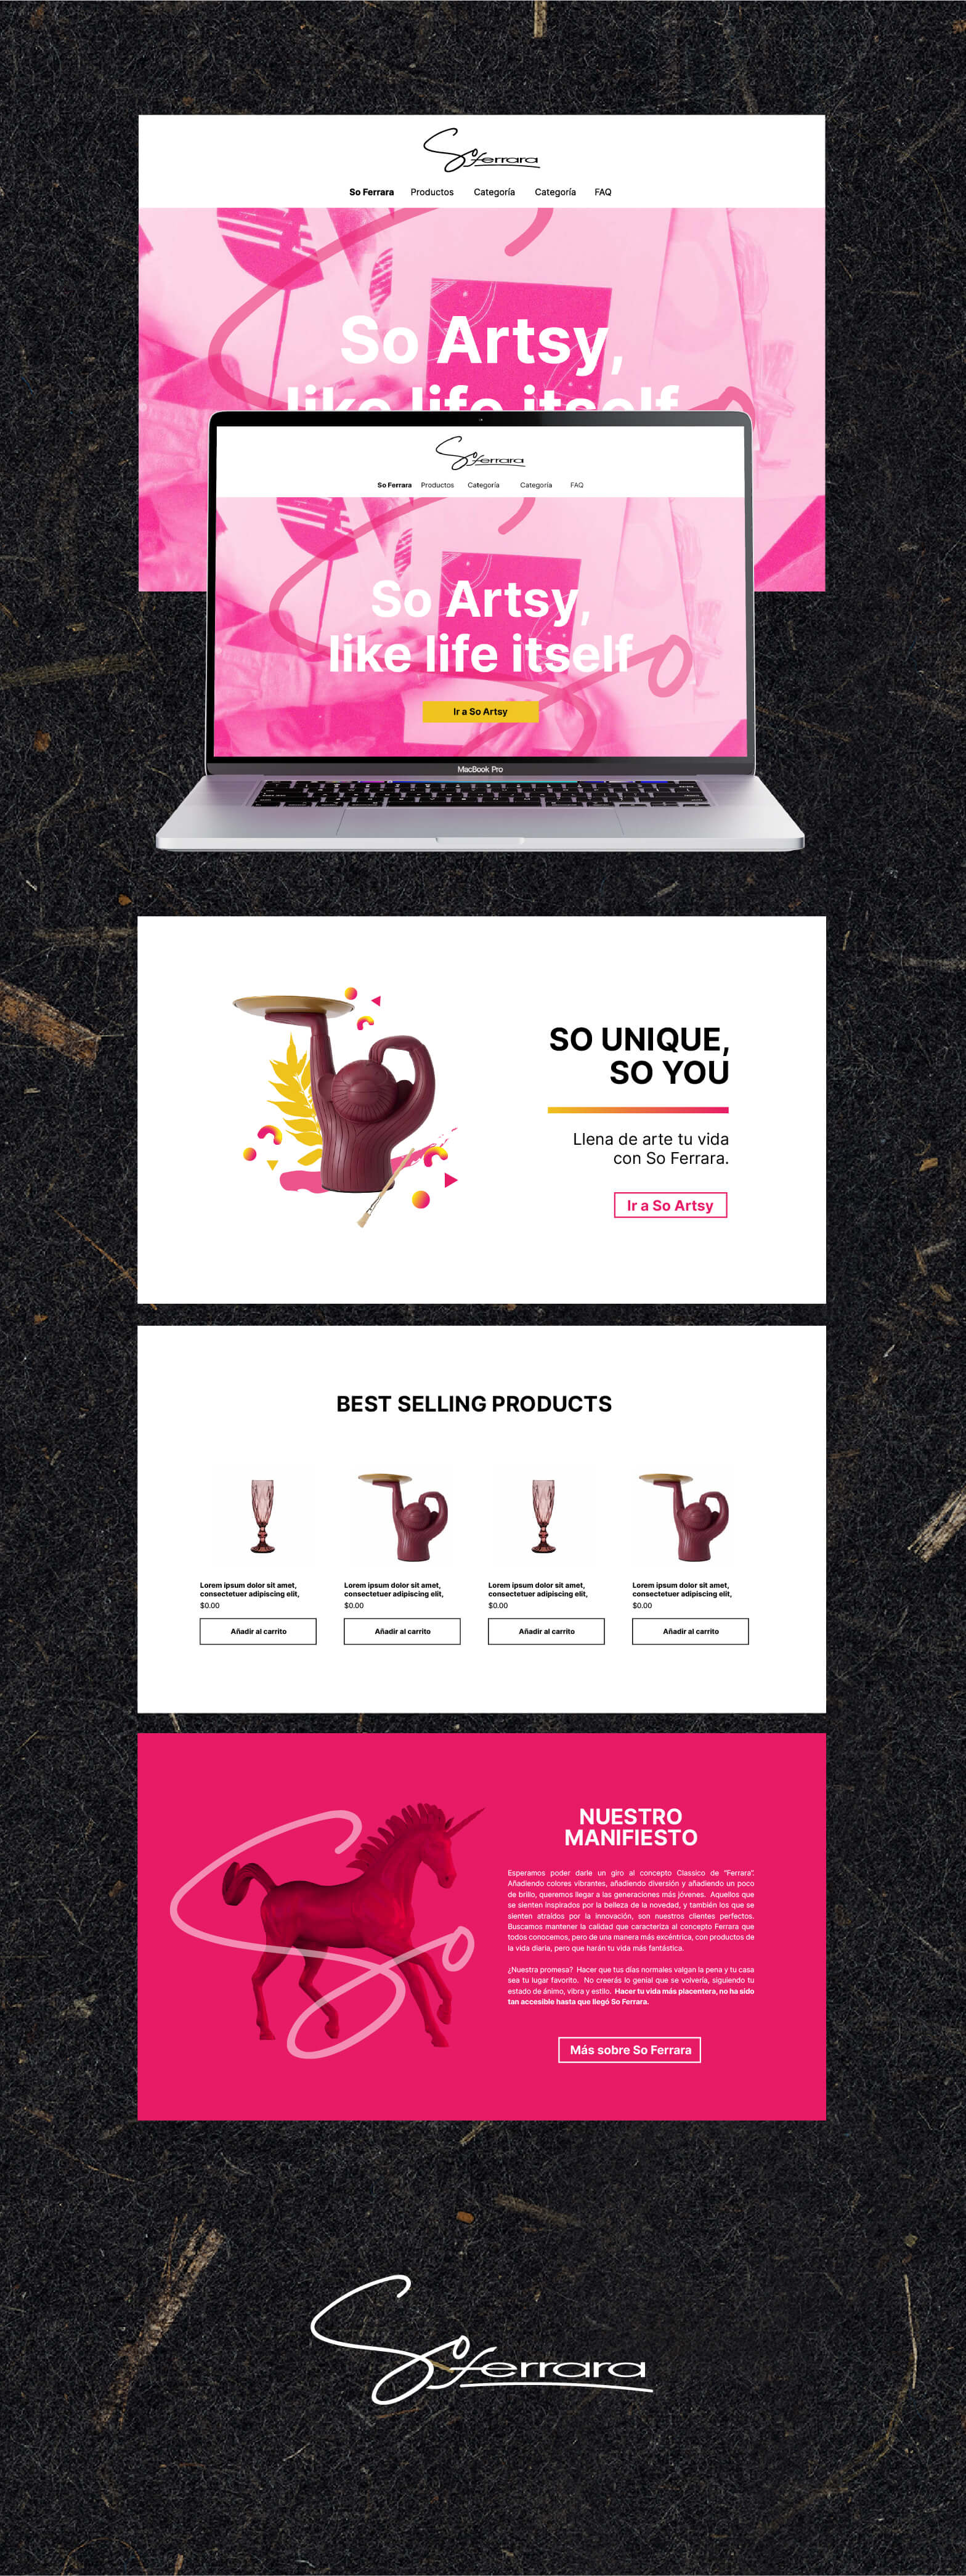 So Ferrara
So Ferrara Productos Categoría Categoría FAQ
So Artsy,
like life itself
So Ferrara
So Ferrara Productos Categoría Categoría FAQ
So Artsy,
like life itself
Ir a So Artsy
MacBook Pro
SO UNIQUE,
SO YOU
Llena de arte tu vida
con So Ferrara.
Ir a So Artsy
BEST SELLING PRODUCTS
Lorem ipsum dolor sit amet,
consectetuer adipiscing elit,
$0.00
Añadir al carrito
Lorem ipsum dolor sit amet,
consectetuer adipiscing elit,
$0.00
Añadir al carrito
Lorem ipsum dolor sit amet,
consectetuer adipiscing elit,
$0.00
Añadir al carrito
Lorem ipsum dolor sit amet,
consectetuer adipiscing elit,
$0.00
Añadir al carrito
So
NUESTRO
MANIFIESTO
Esperamos poder darle un giro al concepto Classico de "Ferrara".
Añadiendo colores vibrantes, añadiendo diversión y añadiendo un poco
de brillo, queremos llegar a las generaciones más jóvenes. Aquellos que
se sienten inspirados por la belleza de la novedad, y también los que se
sienten atraídos por la innovación, son nuestros clientes perfectos.
Buscamos mantener la calidad que caracteriza al concepto Ferrara que
todos conocemos, pero de una manera más excéntrica, con productos de
la vida diaria, pero que harán tu vida más fantástica.
¿Nuestra promesa? Hacer que tus días normales valgan la pena y tu casa
sea tu lugar favorito. No creerás lo genial que se volvería, siguiendo tu
estado de ánimo, vibra y estilo. Hacer tu vida más placentera, no ha sido
tan accesible hasta que llegó So Ferrara.
Más sobre So Ferrara
So Ferrara